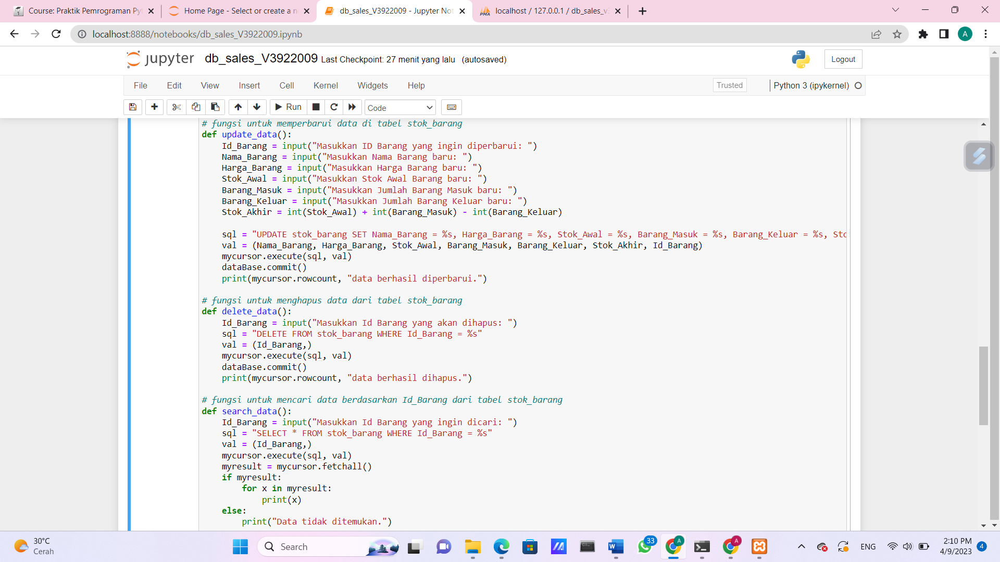 Course: Praktik Pemrograman Pyt
Home Page - Select or create a n
db_sales_V3922009 - Jupyter Not
localhost / 127.0.0.1 / db_sales_v3
localhost:8888/notebooks/db_sales_V3922009.ipynb
A
jupyter db_sales_V3922009 Last Checkpoint: 27 menit yang lalu (autosaved)
Logout
File Edit View Insert Cell Kernel Widgets Help
Trusted
Python 3 (ipykernel)
Run
Code
# fungsi untuk memperbarui data di tabel stok_barang
def update_data():
    Id_Barang = input("Masukkan ID Barang yang ingin diperbarui: ")
    Nama_Barang = input("Masukkan Nama Barang baru: ")
    Harga_Barang = input("Masukkan Harga Barang baru: ")
    Stok_Awal = input("Masukkan Stok Awal Barang baru: ")
    Barang_Masuk = input("Masukkan Jumlah Barang Masuk baru: ")
    Barang_Keluar = input("Masukkan Jumlah Barang Keluar baru: ")
    Stok_Akhir = int(Stok_Awal) + int(Barang_Masuk) - int(Barang_Keluar)
    sql = "UPDATE stok_barang SET Nama_Barang = %s, Harga_Barang = %s, Stok_Awal = %s, Barang_Masuk = %s, Barang_Keluar = %s, Sto
    val = (Nama_Barang, Harga_Barang, Stok_Awal, Barang_Masuk, Barang_Keluar, Stok_Akhir, Id_Barang)
    mycursor.execute(sql, val)
    dataBase.commit()
    print(mycursor.rowcount, "data berhasil diperbarui.")
# fungsi untuk menghapus data dari tabel stok_barang
def delete_data():
    Id_Barang = input("Masukkan Id Barang yang akan dihapus: ")
    sql = "DELETE FROM stok_barang WHERE Id_Barang = %s"
    val = (Id_Barang,)
    mycursor.execute(sql, val)
    dataBase.commit()
    print(mycursor.rowcount, "data berhasil dihapus.")
# fungsi untuk mencari data berdasarkan Id_Barang dari tabel stok_barang
def search_data():
    Id_Barang = input("Masukkan Id Barang yang ingin dicari: ")
    sql = "SELECT * FROM stok_barang WHERE Id_Barang = %s"
    val = (Id_Barang,)
    mycursor.execute(sql, val)
    myresult = mycursor.fetchall()
    if myresult:
        for x in myresult:
            print(x)
    else:
        print("Data tidak ditemukan.")
30°C
Cerah
Search
33
ENG
2:10 PM
4/9/2023
4